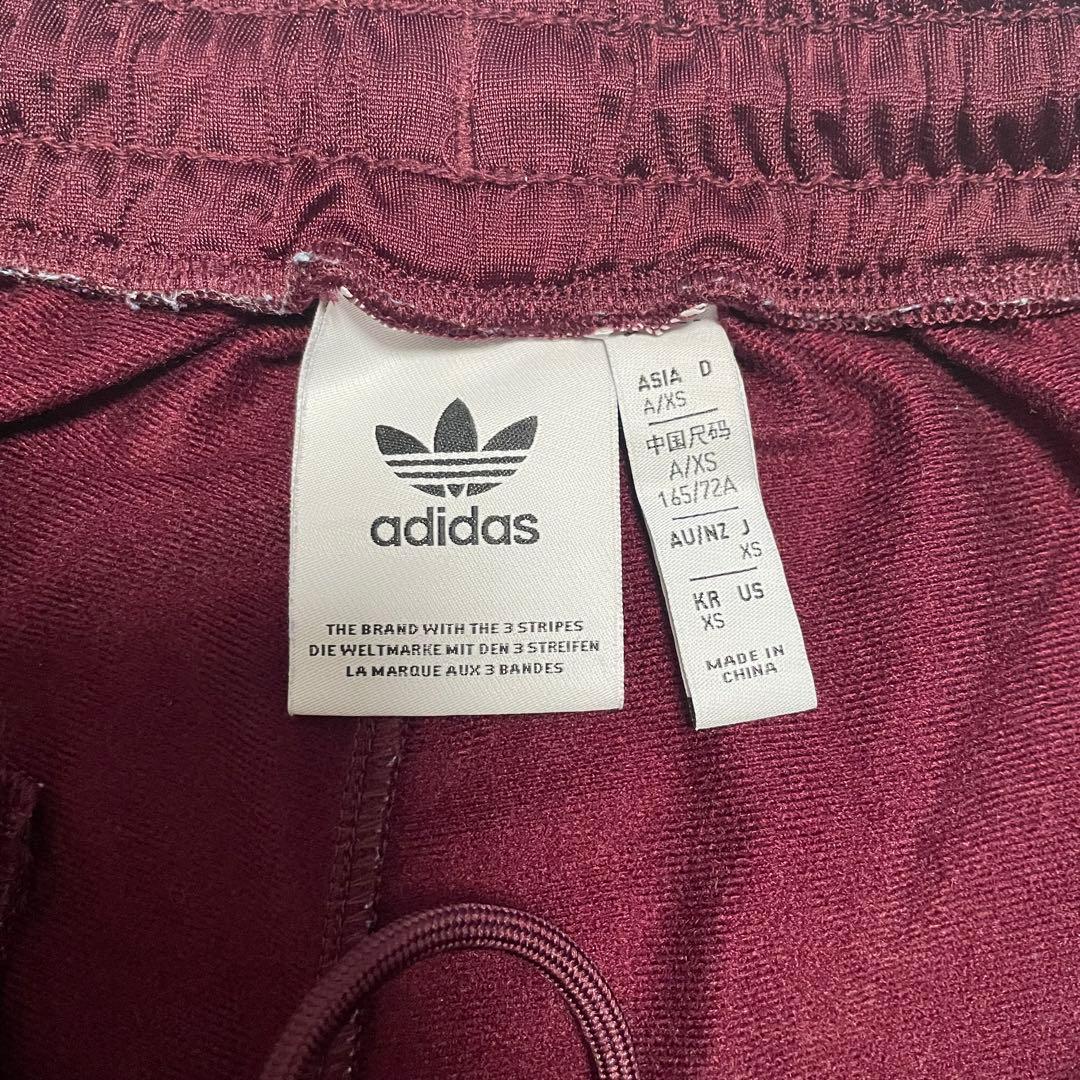 adidas
THE BRAND WITH THE 3 STRIPES
DIE WELTMARKE MIT DEN 3 STREIFEN
LA MARQUE AUX 3 BANDES
ASIA D
A/XS
中国尺码
A/XS
165/72A
AU/NZ J
XS
KR US
XS
MADE IN
CHINA